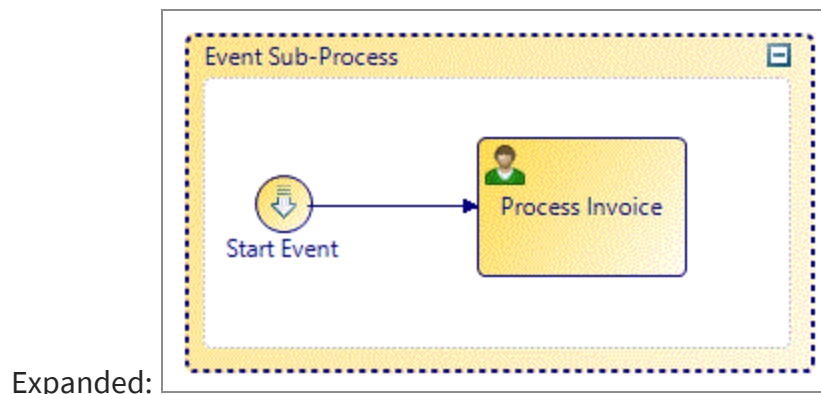 Event Sub-Process
Process Invoice
Start Event
Expanded: